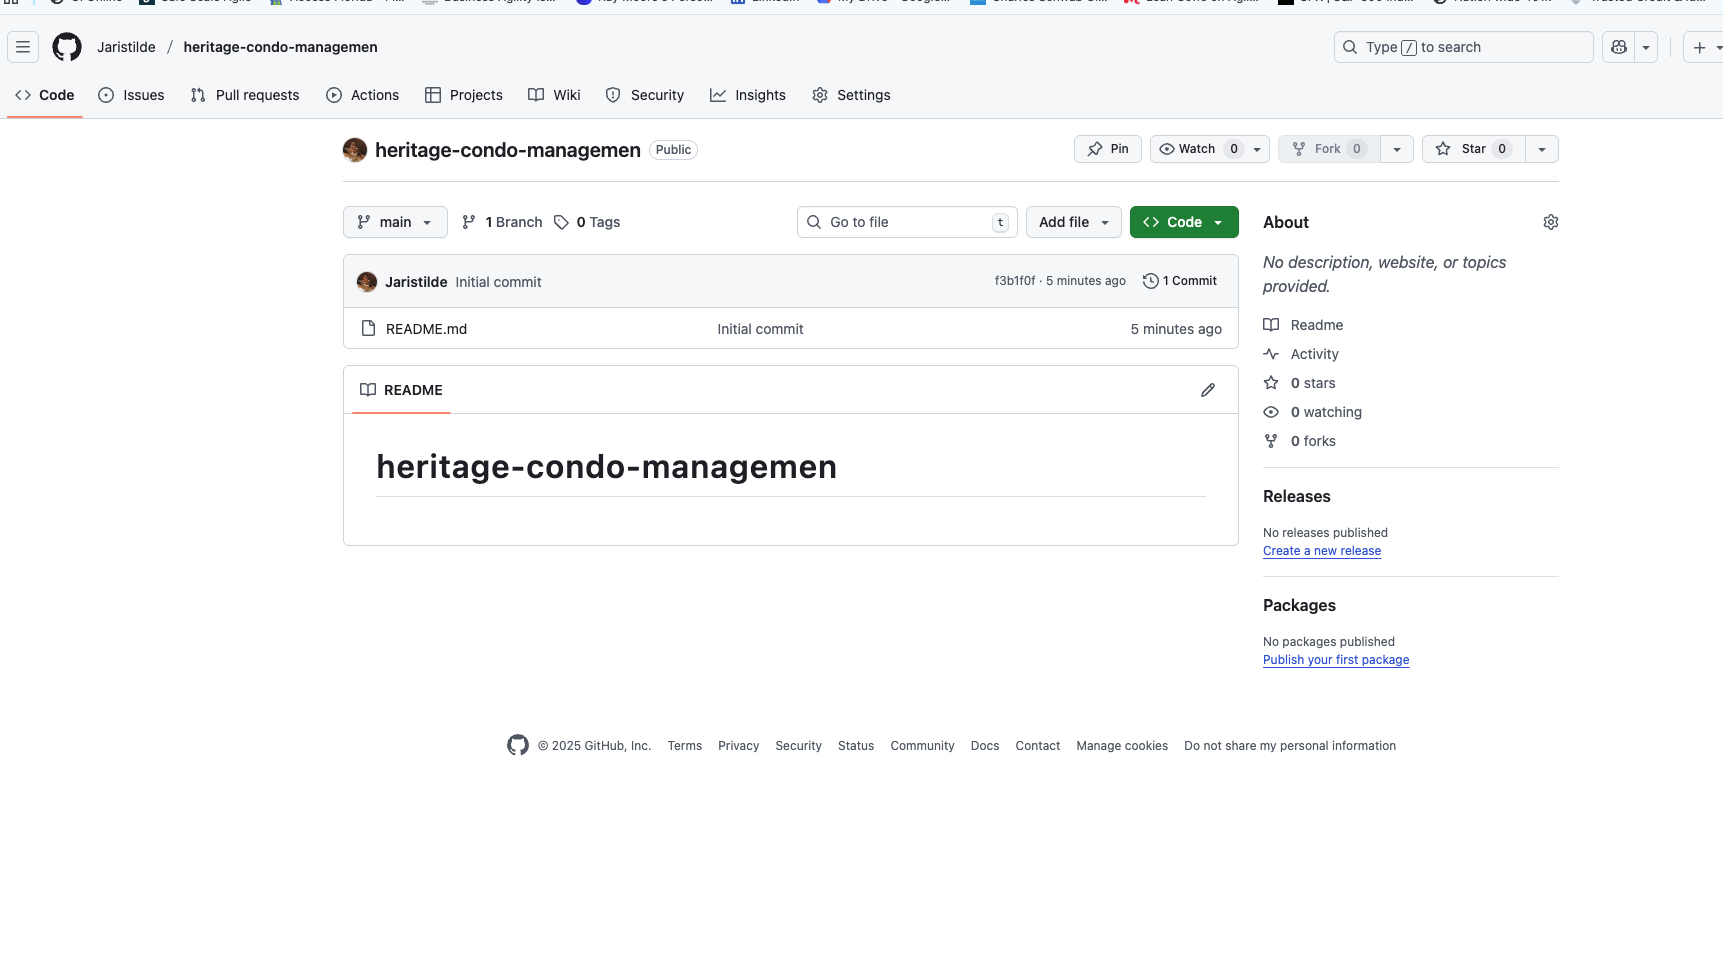 LinkedIn
Jaristilde / heritage-condo-managemen
Type / to search
Code Issues Pull requests Actions Projects Wiki Security Insights Settings
heritage-condo-managemen Public
Pin Watch 0 Fork 0 Star 0
main 1 Branch 0 Tags Go to file t Add file Code
Jaristilde Initial commit f3b1f0f · 5 minutes ago 1 Commit
README.md Initial commit 5 minutes ago
README
heritage-condo-managemen
About
No description, website, or topics
provided.
Readme
Activity
0 stars
0 watching
0 forks
Releases
No releases published
Create a new release
Packages
No packages published
Publish your first package
© 2025 GitHub, Inc. Terms Privacy Security Status Community Docs Contact Manage cookies Do not share my personal information